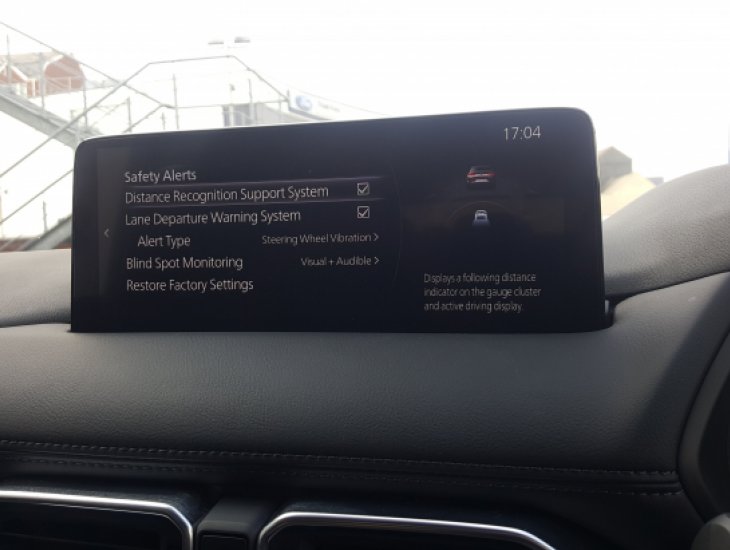 17:04
Safety Alerts
Distance Recognition Support System
Lane Departure Warning System
Alert Type Steering Wheel Vibration >
Blind Spot Monitoring Visual + Audible >
Restore Factory Settings
Displays a following distance
indicator on the gauge cluster
and active driving display.